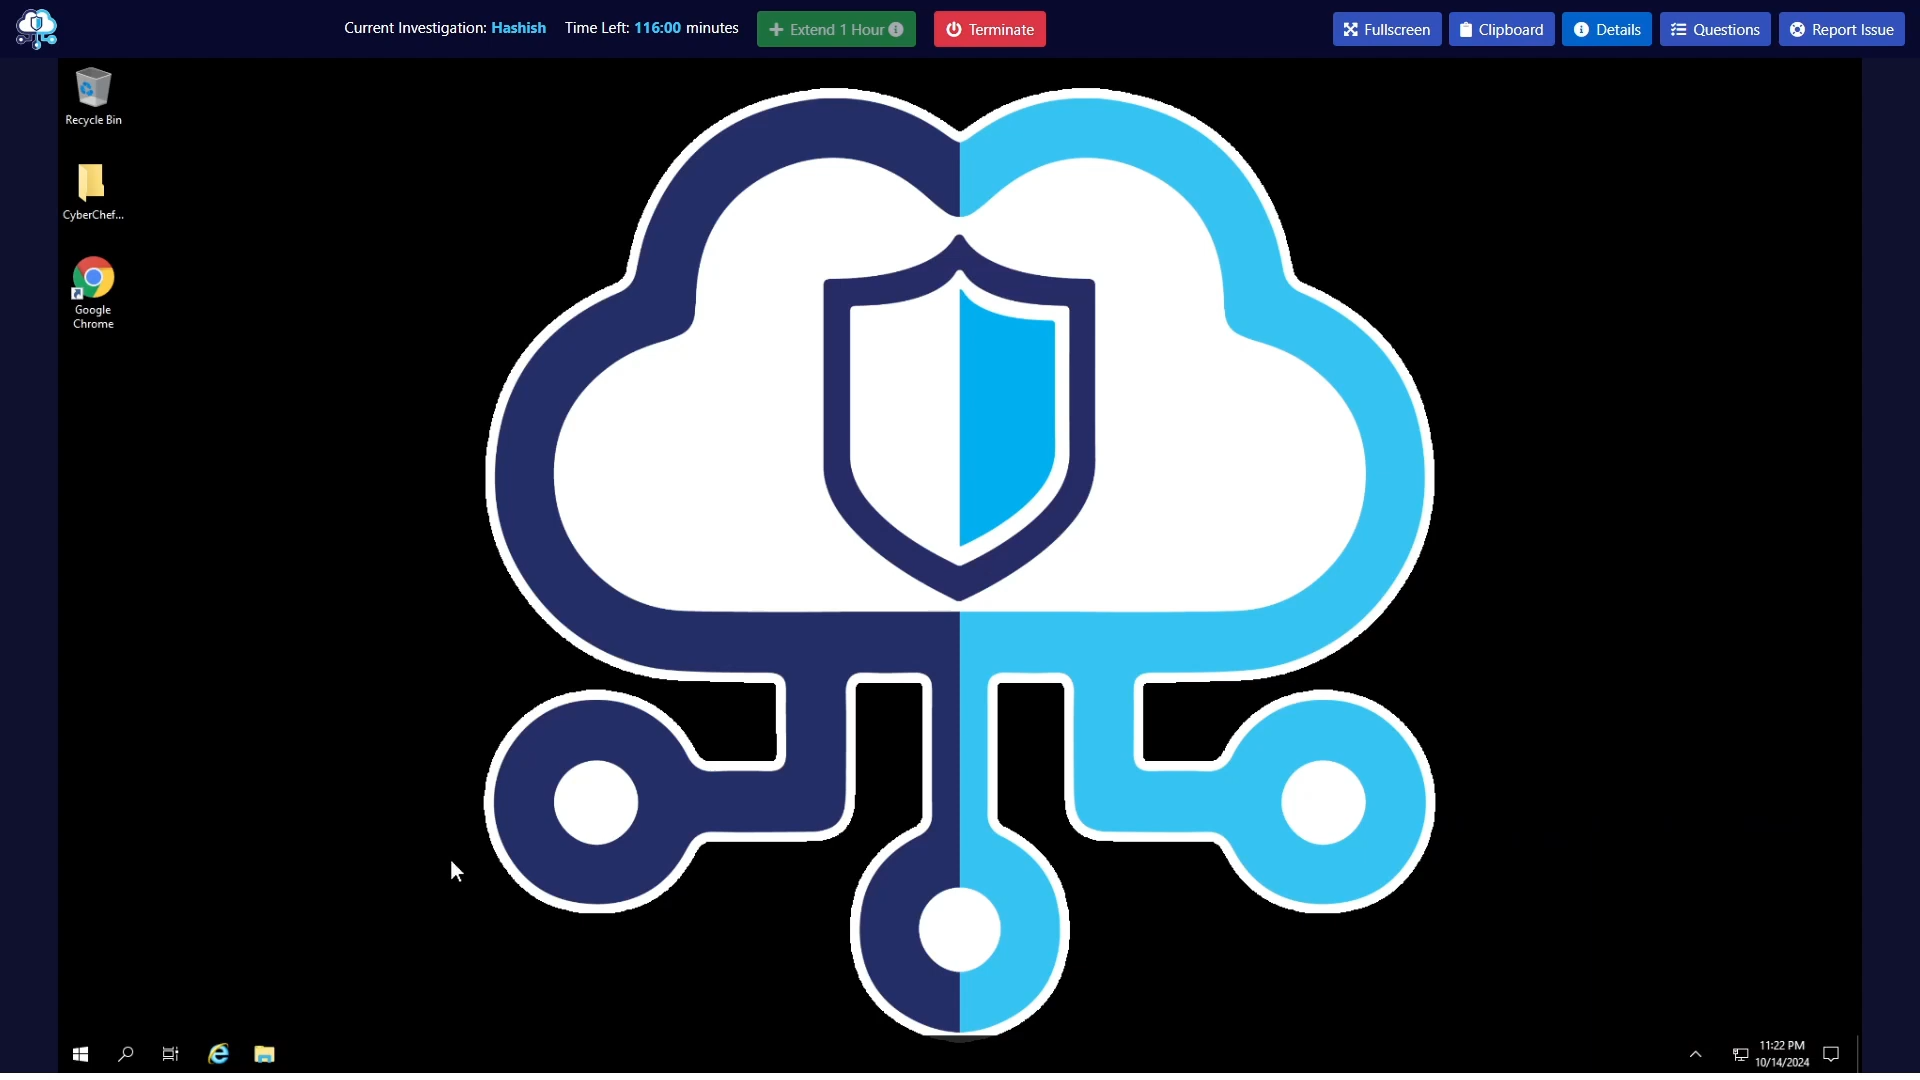 Current Investigation: Hashish Time Left: 116:00 minutes Extend 1 Hour Terminate Fullscreen Clipboard Details Questions Report Issue
Recycle Bin
CyberChef...
Google
Chrome
11:22 PM
10/14/2024